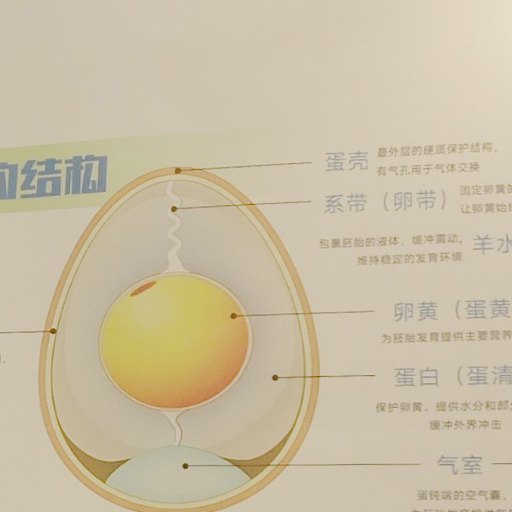 的结构
蛋壳
最外层的硬质保护结构，
有气孔用于气体交换
系带（卵带）
固定卵黄的
让卵黄始终
包裹胚胎的液体、缓冲震动，
维持稳定的发育环境
羊水
卵黄（蛋黄
为胚胎发育提供主要营养
蛋白（蛋清
保护卵黄、提供水分和部分
缓冲外界冲击
气室
蛋钝端的空气囊，